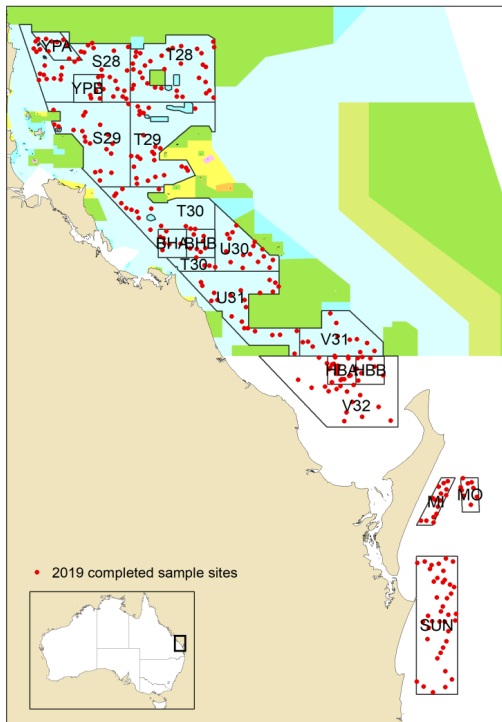 YPA
S28
T28
YPB
S29
T29
T30
BHA
BHB
U30
T30
U31
V31
HBA
HBB
V32
MI
MO
2019 completed sample sites
SUN